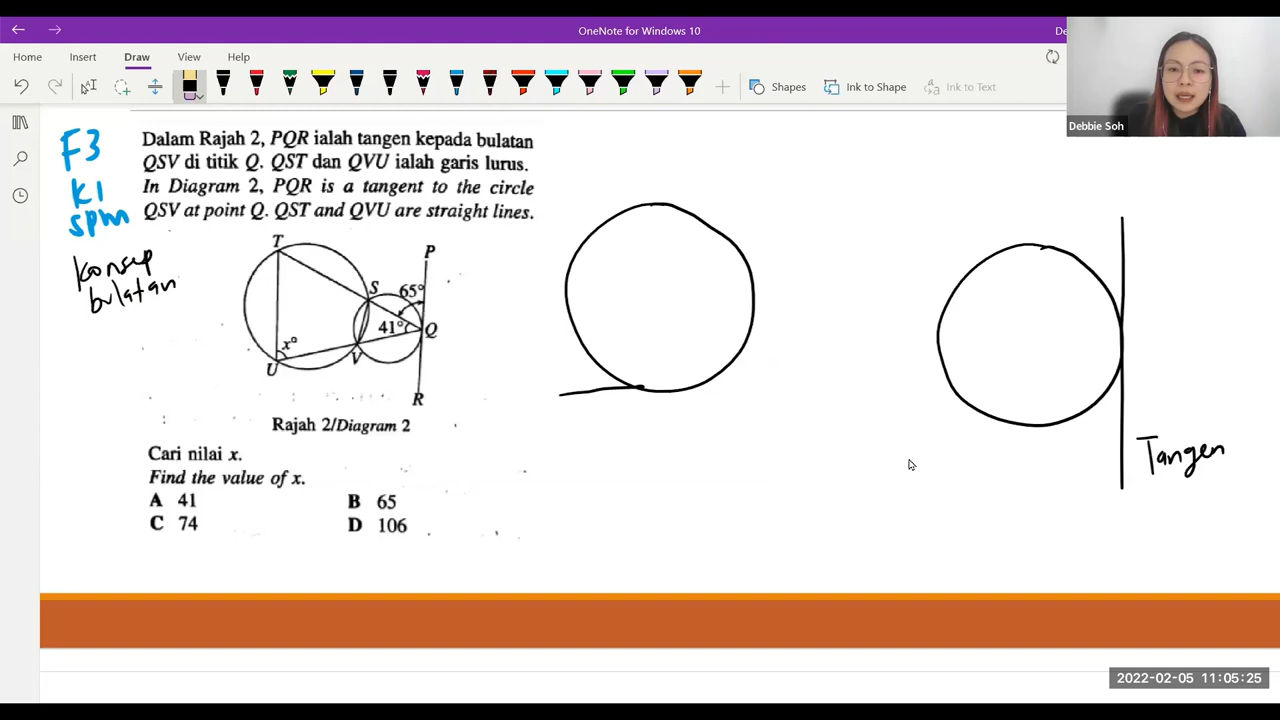 OneNote for Windows 10
De
Home Insert Draw View Help
Shapes Ink to Shape Ink to Text
Debbie Soh
F3
K1
spm
Konsep
bulatan
Dalam Rajah 2, PQR ialah tangen kepada bulatan
QSV di titik Q. QST dan QVU ialah garis lurus.
In Diagram 2, PQR is a tangent to the circle
QSV at point Q. QST and QVU are straight lines.
T
P
S
65°
41°
Q
x°
V
U
R
Rajah 2/Diagram 2
Cari nilai x.
Find the value of x.
A 41 B 65
C 74 D 106
Tangen
2022-02-05 11:05:25